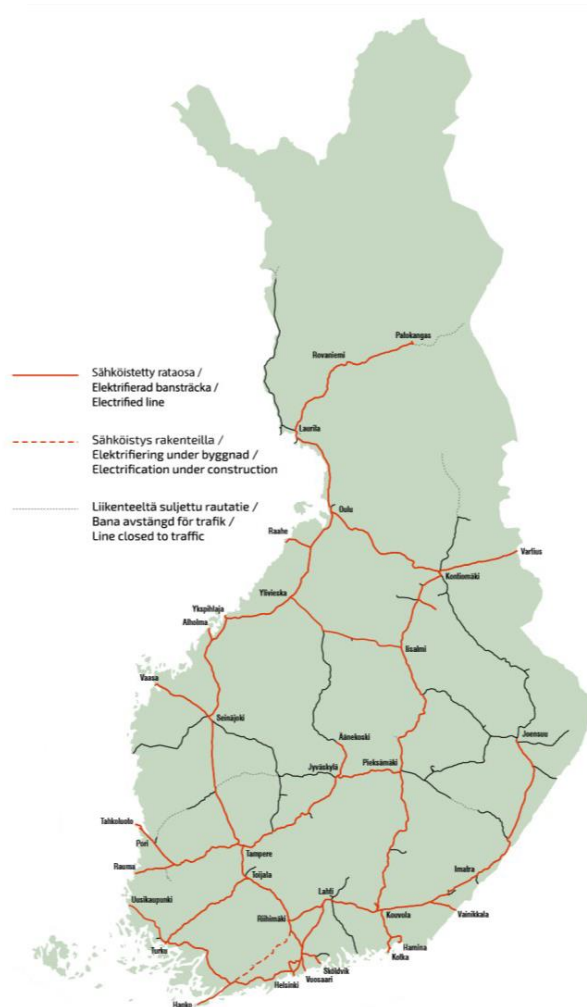 Palokangas
Rovaniemi
Sähköistetty rataosa /
Elektrifierad bansträcka /
Electrified line
Laurila
Sähköistys rakenteilla /
Elektrifiering under byggnad /
Electrification under construction
Liikenteeltä suljettu rautatie /
Bana avstängd för trafik /
Line closed to traffic
Oulu
Raahe
Vartius
Kontiomäki
Ylivieska
Ykspihlaja
Alholma
Iisalmi
Vaasa
Seinäjoki
Joensuu
Äänekoski
Jyväskylä
Pieksämäki
Tahkoluoto
Pori
Tampere
Rauma
Toijala
Imatra
Lahti
Uusikaupunki
Kouvola
Vainikkala
Riihimäki
Hamina
Turku
Kotka
Sköldvik
Vuosaari
Helsinki
Hanko